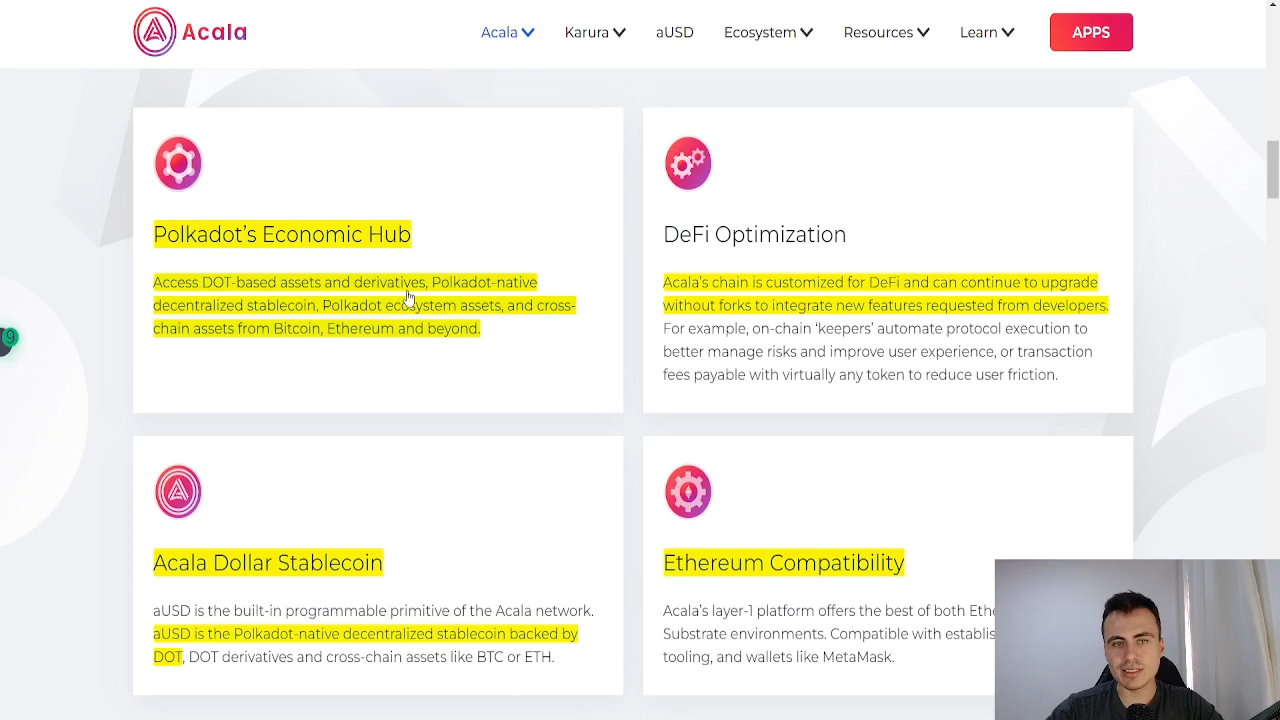 Acala
Acala
Karura
aUSD
Ecosystem
Resources
Learn
APPS
Polkadot's Economic Hub
Access DOT-based assets and derivatives, Polkadot-native
decentralized stablecoin, Polkadot ecosystem assets, and cross-
chain assets from Bitcoin, Ethereum and beyond.
DeFi Optimization
Acala's chain is customized for DeFi and can continue to upgrade
without forks to integrate new features requested from developers.
For example, on-chain ‘keepers’ automate protocol execution to
better manage risks and improve user experience, or transaction
fees payable with virtually any token to reduce user friction.
9
Acala Dollar Stablecoin
aUSD is the built-in programmable primitive of the Acala network.
aUSD is the Polkadot-native decentralized stablecoin backed by
DOT, DOT derivatives and cross-chain assets like BTC or ETH.
Ethereum Compatibility
Acala's layer-1 platform offers the best of both
Substrate environments. Compatible with
tooling, and wallets like MetaMask.